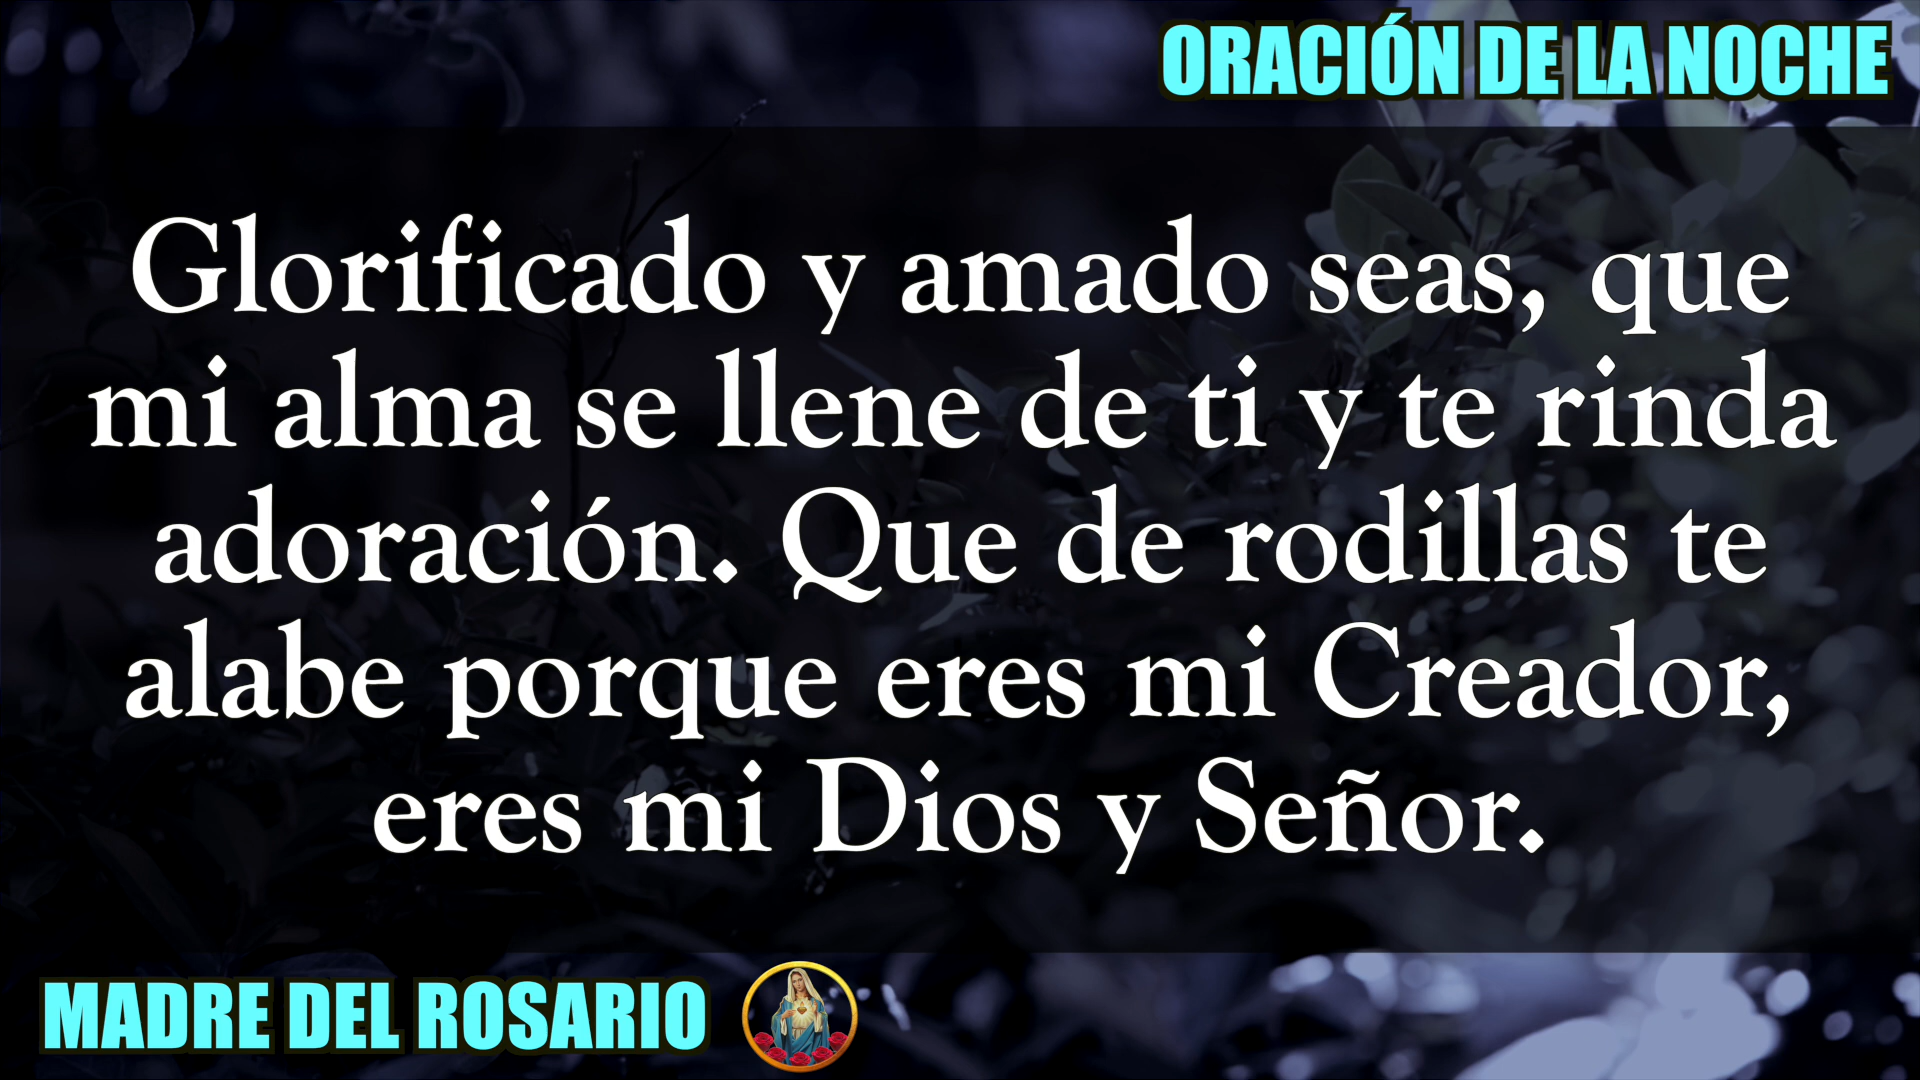 ORACIÓN DE LA NOCHE
Glorificado y amado seas, que
mi alma se llene de ti y te rinda
adoración. Que de rodillas te
alabe porque eres mi Creador,
eres mi Dios y Señor.
MADRE DEL ROSARIO